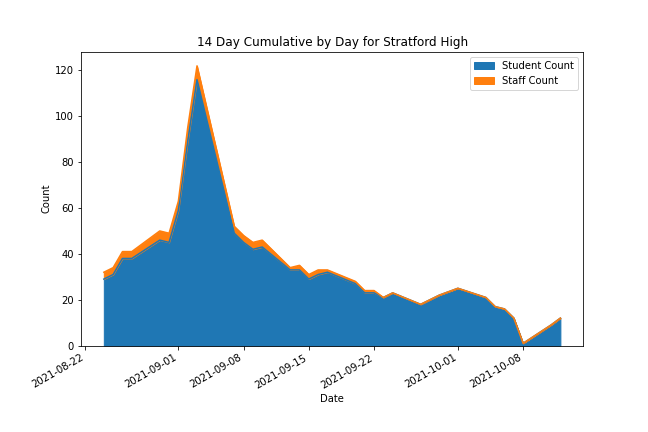 14 Day Cumulative by Day for Stratford High
Student Count
Staff Count
120
100
80
60
40
20
0
Count
2021-08-22
2021-09-01
2021-09-08
2021-09-15
2021-09-22
2021-10-01
2021-10-08
Date